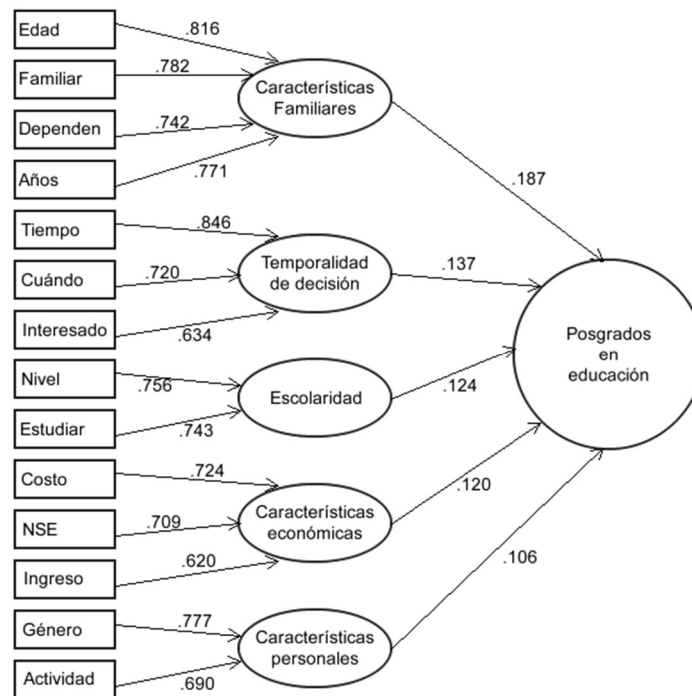 Edad
.816
Familiar
.782
Características
Familiares
Dependen
.742
Años
.771
.187
Tiempo
.846
Cuándo
.720
Temporalidad
de decisión
.137
Interesado
.634
Posgrados
en
educación
Nivel
.756
Escolaridad
.124
Estudiar
.743
Costo
.724
NSE
.709
Características
económicas
.120
Ingreso
.620
.106
Género
.777
Características
personales
Actividad
.690